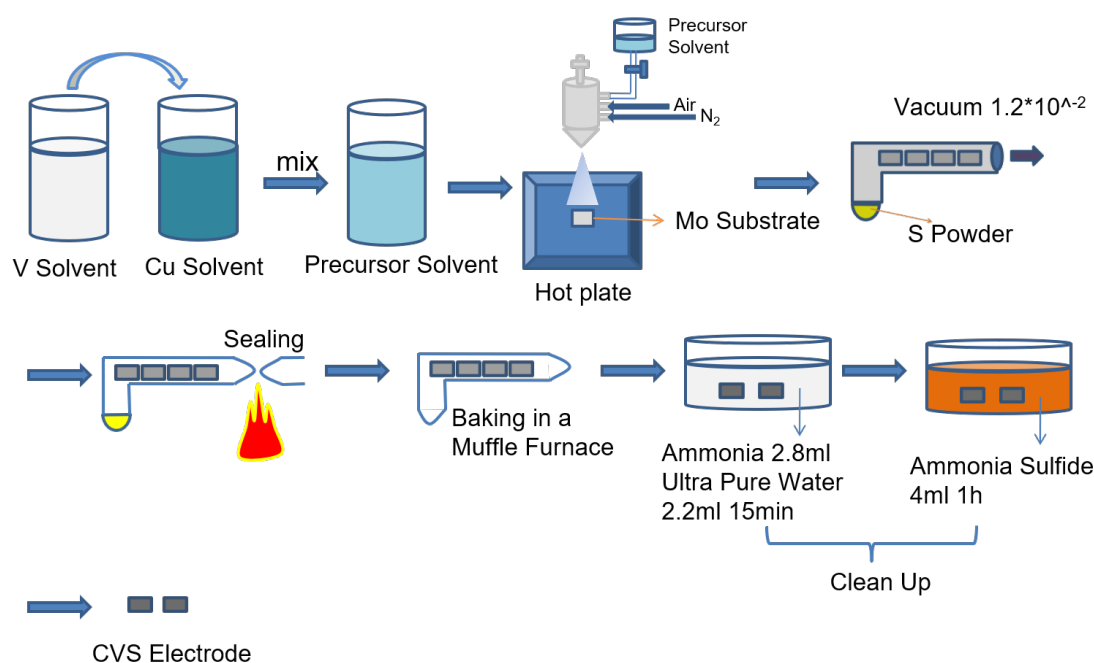 Precursor
Solvent
Air
N₂
Vacuum 1.2*10^⁻²
mix
Mo Substrate
S Powder
V Solvent
Cu Solvent
Precursor Solvent
Hot plate
Sealing
Baking in a
Muffle Furnace
Ammonia 2.8ml
Ultra Pure Water
2.2ml 15min
Ammonia Sulfide
4ml 1h
Clean Up
CVS Electrode